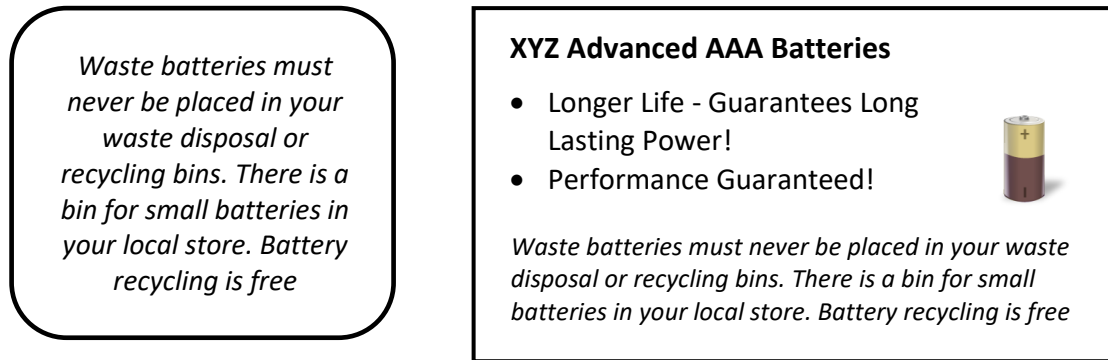 Waste batteries must
never be placed in your
waste disposal or
recycling bins. There is a
bin for small batteries in
your local store. Battery
recycling is free
XYZ Advanced AAA Batteries
• Longer Life - Guarantees Long
Lasting Power!
• Performance Guaranteed!
Waste batteries must never be placed in your waste
disposal or recycling bins. There is a bin for small
batteries in your local store. Battery recycling is free